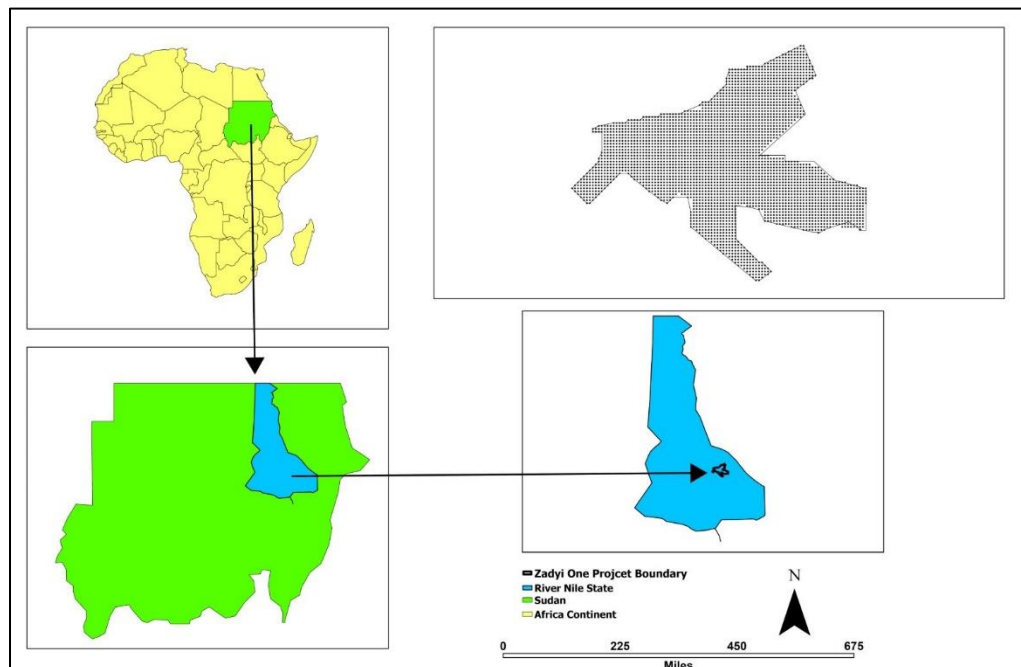 Zadyi One Projcet Boundary
River Nile State
Sudan
Africa Continent
N
0 225 450 675
Miles